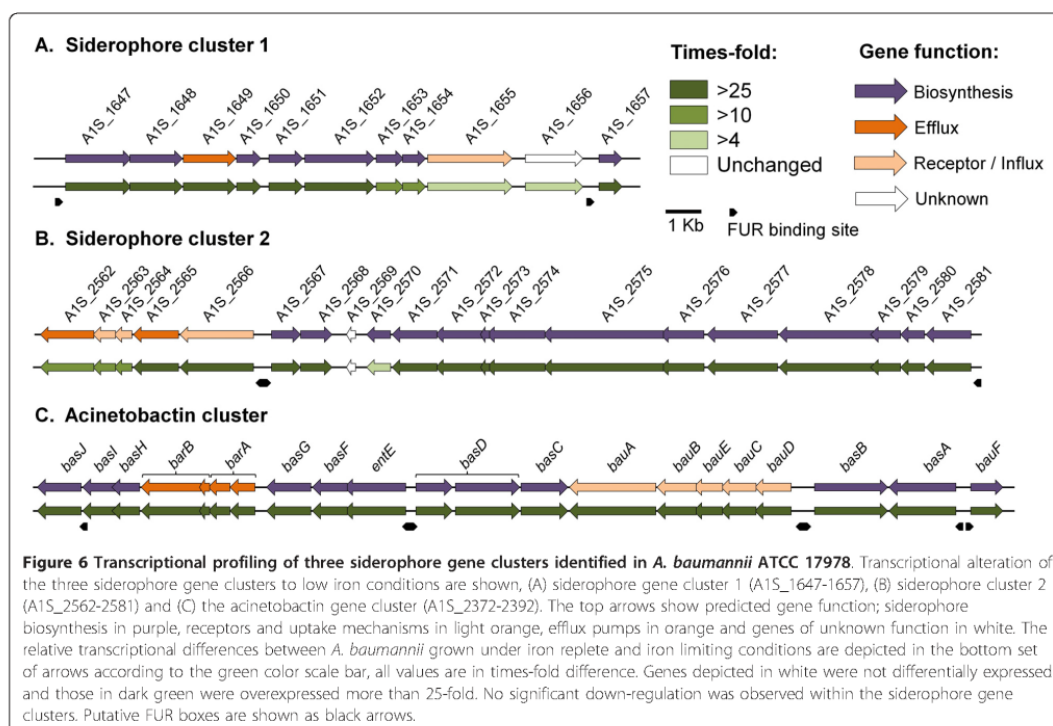 A. Siderophore cluster 1
A1S_1647
A1S_1648
A1S_1649
A1S_1650
A1S_1651
A1S_1652
A1S_1653
A1S_1654
A1S_1655
A1S_1656
A1S_1657
Times-fold:
>25
>10
>4
Unchanged
1 Kb
FUR binding site
Gene function:
Biosynthesis
Efflux
Receptor / Influx
Unknown
B. Siderophore cluster 2
A1S_2562
A1S_2563
A1S_2564
A1S_2565
A1S_2566
A1S_2567
A1S_2568
A1S_2569
A1S_2570
A1S_2571
A1S_2572
A1S_2573
A1S_2574
A1S_2575
A1S_2576
A1S_2577
A1S_2578
A1S_2579
A1S_2580
A1S_2581
C. Acinetobactin cluster
basJ
basI
basH
barB
barA
basG
basF
entE
basD
basC
bauA
bauB
bauE
bauC
bauD
basB
basA
bauF
Figure 6 Transcriptional profiling of three siderophore gene clusters identified in A. baumannii ATCC 17978. Transcriptional alteration of
the three siderophore gene clusters to low iron conditions are shown, (A) siderophore gene cluster 1 (A1S_1647-1657), (B) siderophore cluster 2
(A1S_2562-2581) and (C) the acinetobactin gene cluster (A1S_2372-2392). The top arrows show predicted gene function; siderophore
biosynthesis in purple, receptors and uptake mechanisms in light orange, efflux pumps in orange and genes of unknown function in white. The
relative transcriptional differences between A. baumannii grown under iron replete and iron limiting conditions are depicted in the bottom set
of arrows according to the green color scale bar, all values are in times-fold difference. Genes depicted in white were not differentially expressed
and those in dark green were overexpressed more than 25-fold. No significant down-regulation was observed within the siderophore gene
clusters. Putative FUR boxes are shown as black arrows.